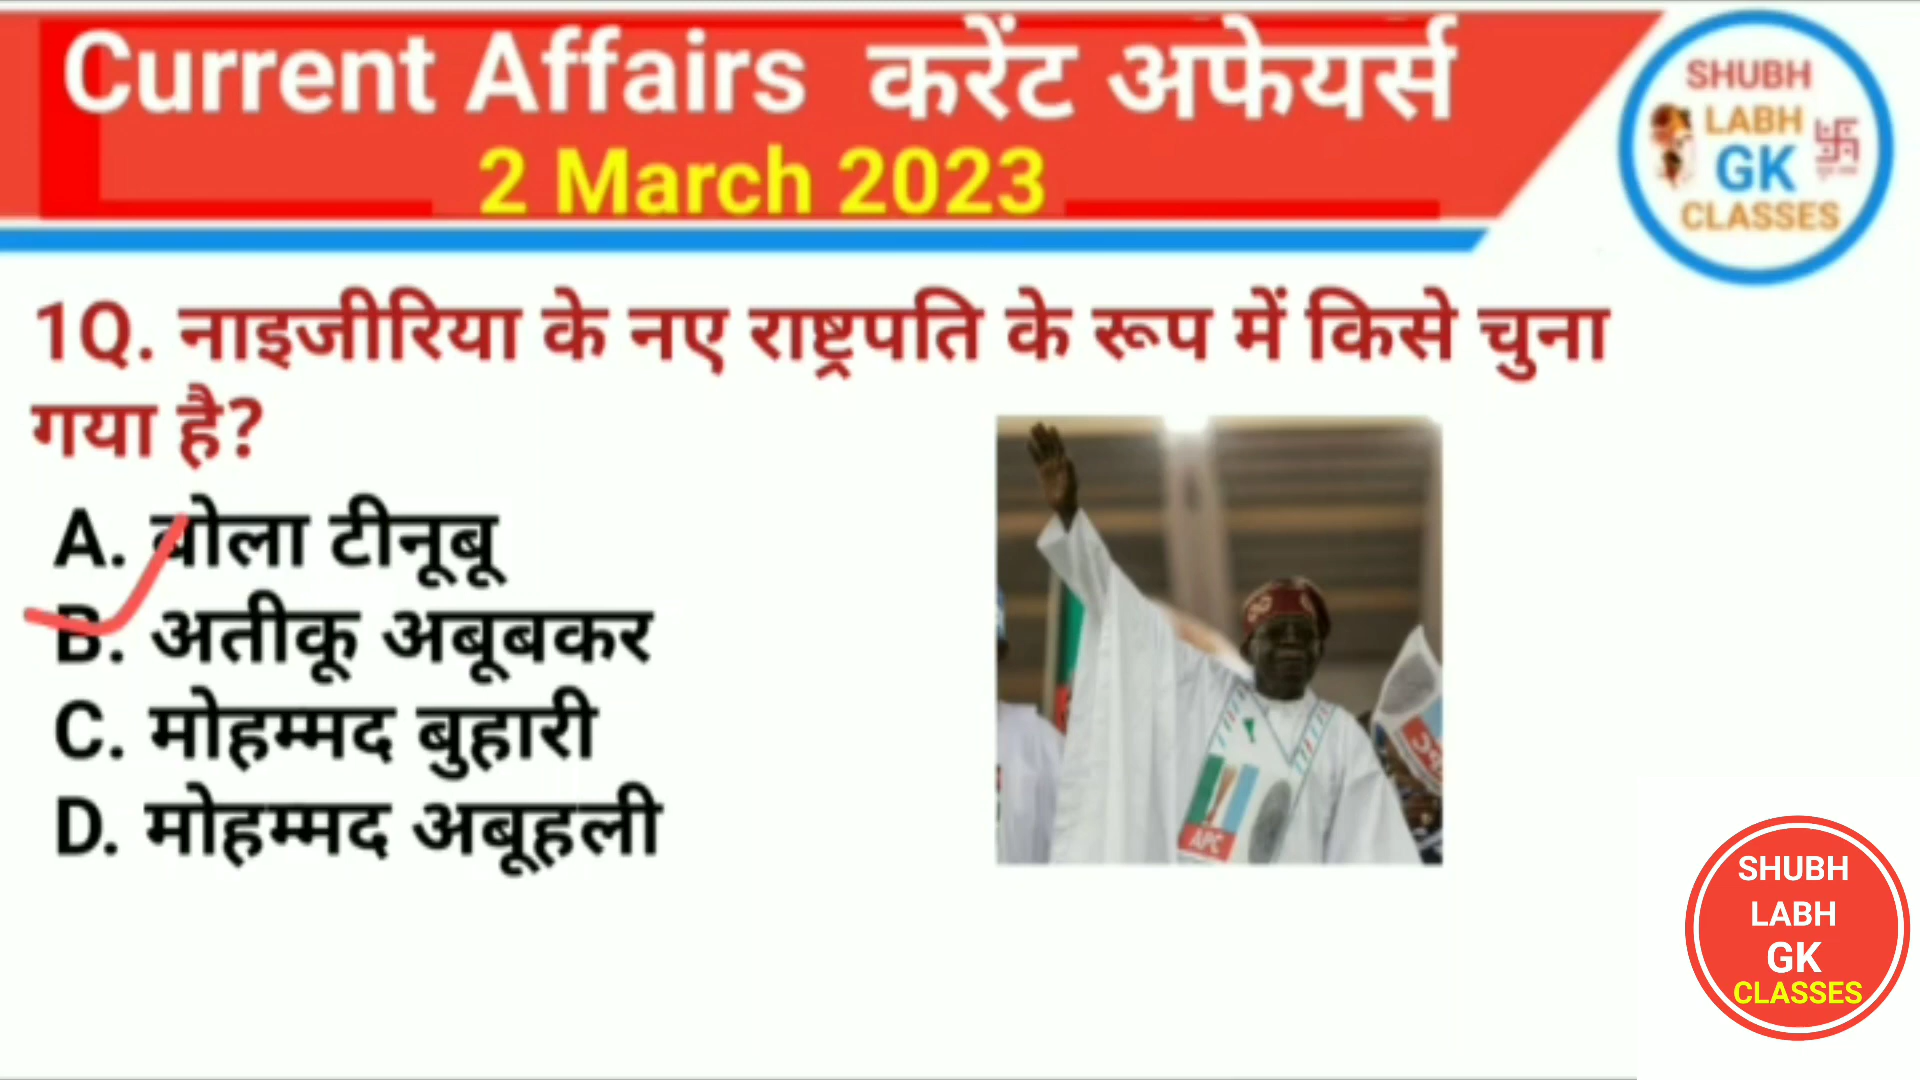 Current Affairs करेंट अफेयर्स
2 March 2023
SHUBH
LABH
GK
CLASSES
1Q. नाइजीरिया के नए राष्ट्रपति के रूप में किसे चुना
गया है?
A. बोला टीनूबू
B. अतीकू अबूबकर
C. मोहम्मद बुहारी
D. मोहम्मद अबूहली
APC
SHUBH
LABH
GK
CLASSES